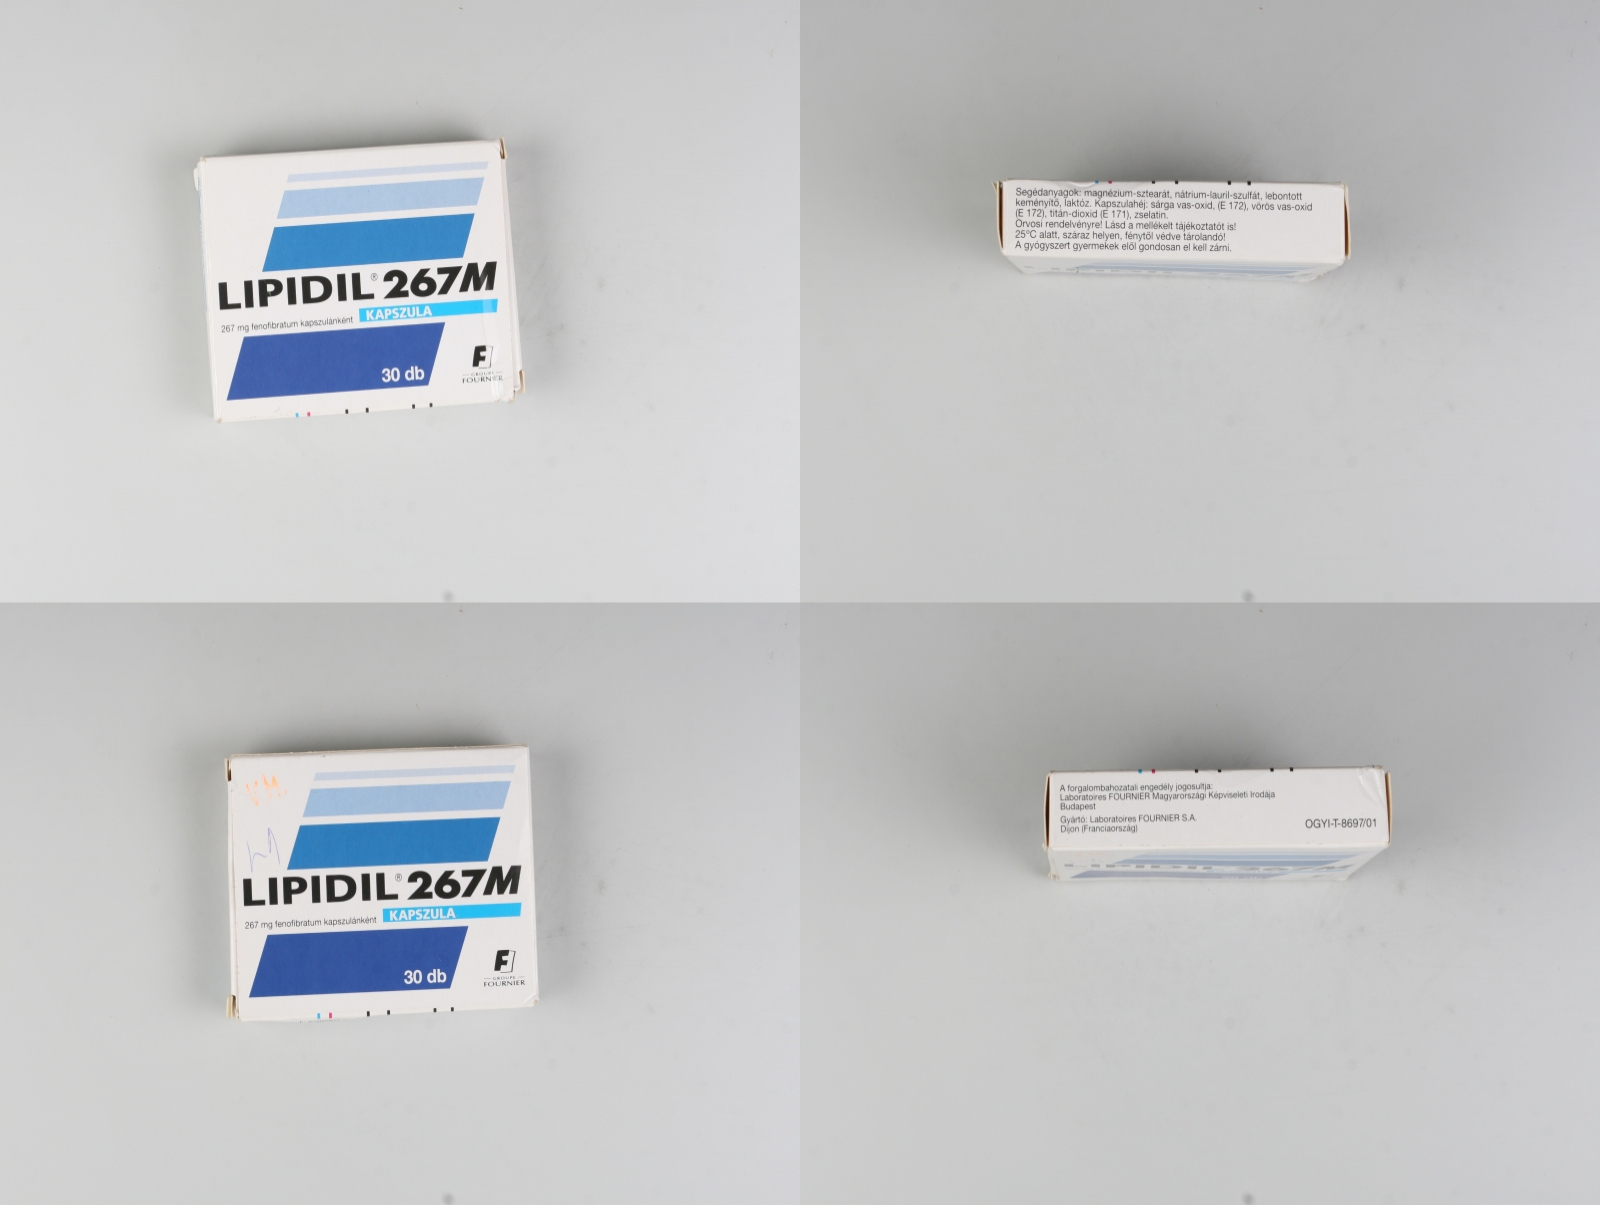 LIPIDIL® 267M
267 mg fenofibratum kapszulánként KAPSZULA
30 db
F
GROUPE
FOURNIER
Segédanyagok: magnézium-sztearát, nátrium-lauril-szulfát, lebontott
keményítő, laktóz. Kapszulahéj: sárga vas-oxid, (E 172), vörös vas-oxid
(E 172), titán-dioxid (E 171), zselatin.
Orvosi rendelvényre! Lásd a mellékelt tájékoztatót is!
25°C alatt, száraz helyen, fénytől védve tárolandó!
A gyógyszert gyermekek elől gondosan el kell zárni.
V.M.
LIPIDIL® 267M
267 mg fenofibratum kapszulánként KAPSZULA
30 db
F
GROUPE
FOURNIER
A forgalombahozatali engedély jogosultja:
Laboratoires FOURNIER Magyarországi Képviseleti Irodája
Budapest
Gyártó: Laboratoires FOURNIER S.A.
Dijon (Franciaország)
OGYI-T-8697/01